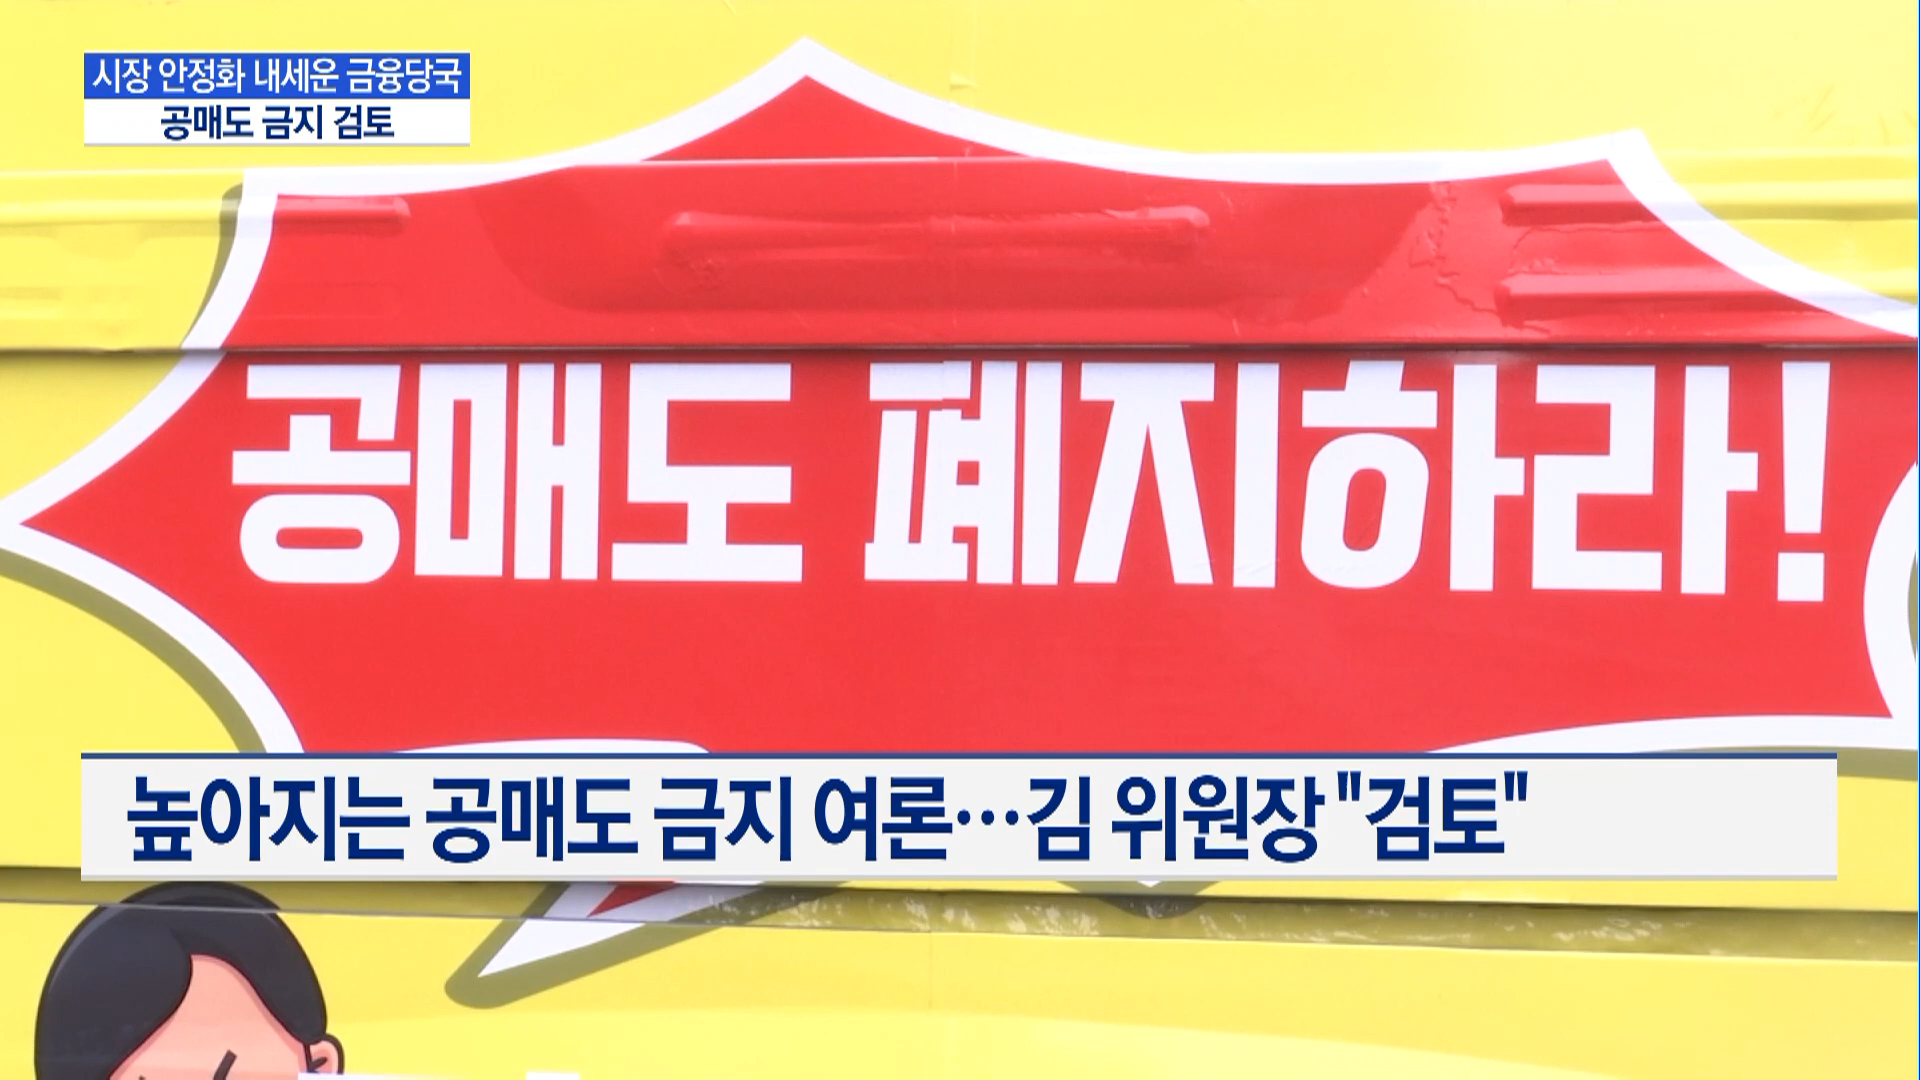 시장 안정화 내세운 금융당국
공매도 금지 검토
공매도 폐지하라!
높아지는 공매도 금지 여론…김 위원장 "검토"